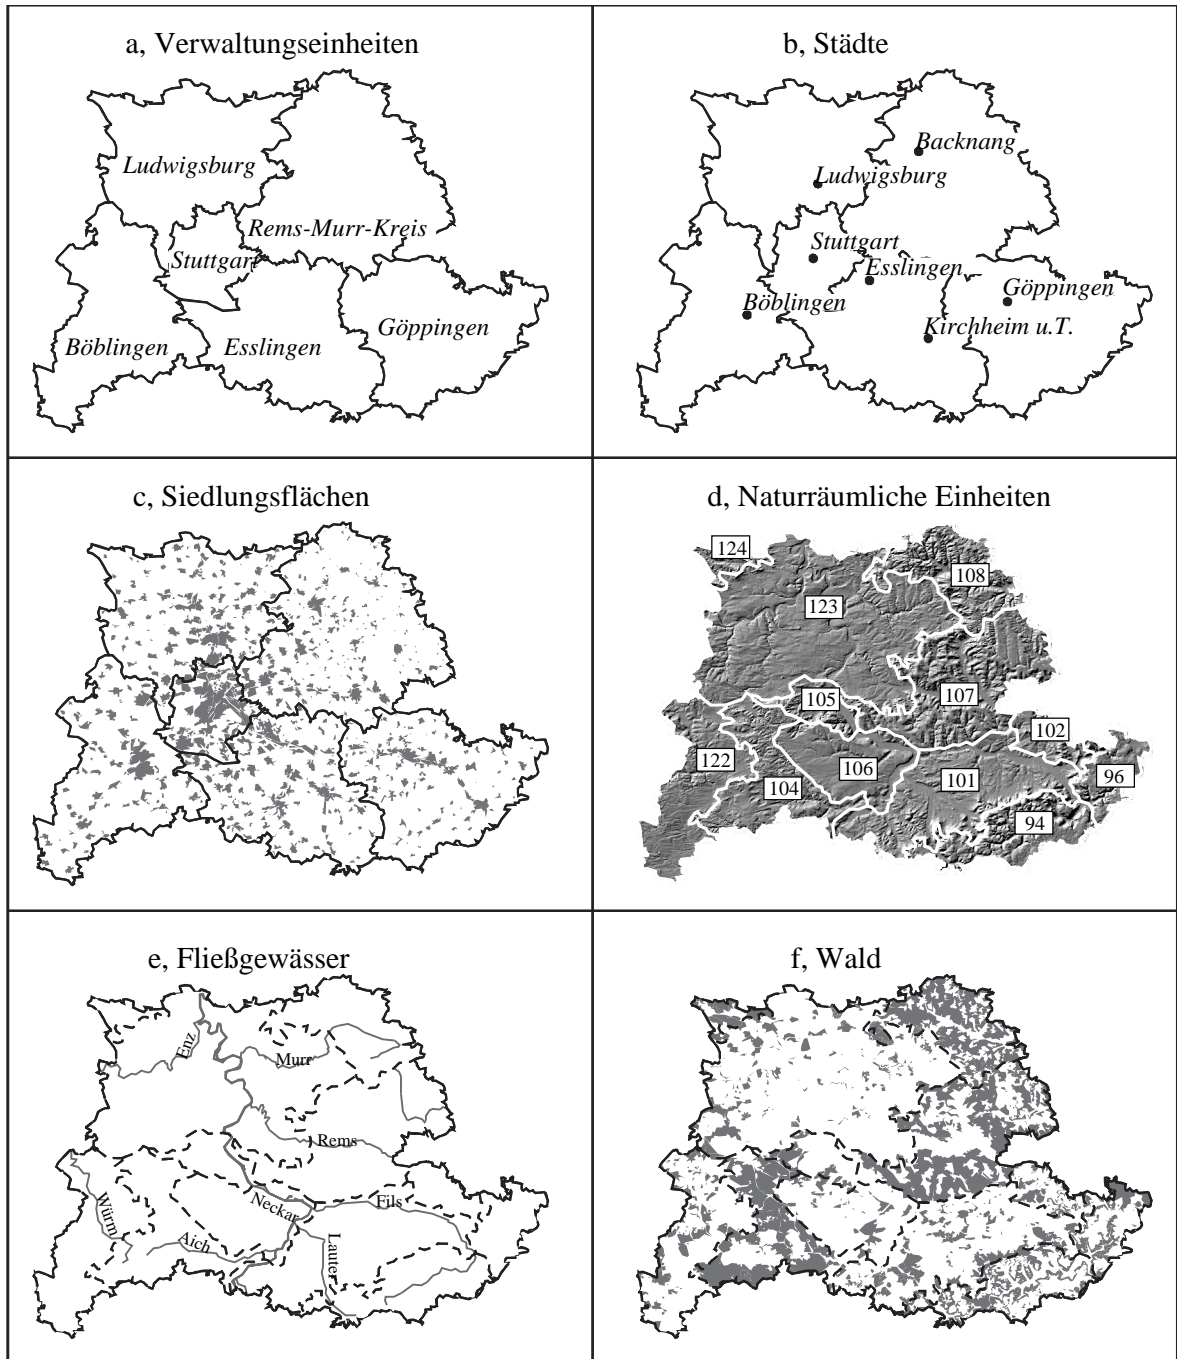 a, Verwaltungseinheiten
Ludwigsburg
Rems-Murr-Kreis
Stuttgart
Göppingen
Böblingen
Esslingen
b, Städte
Backnang
Ludwigsburg
Stuttgart
Esslingen
Göppingen
Böblingen
Kirchheim u.T.
c, Siedlungsflächen
d, Naturräumliche Einheiten
124
108
123
107
105
102
122
106
101
96
104
94
e, Fließgewässer
Enz
Murr
Rems
Würm
Neckar
Fils
Aich
Lauter
f, Wald